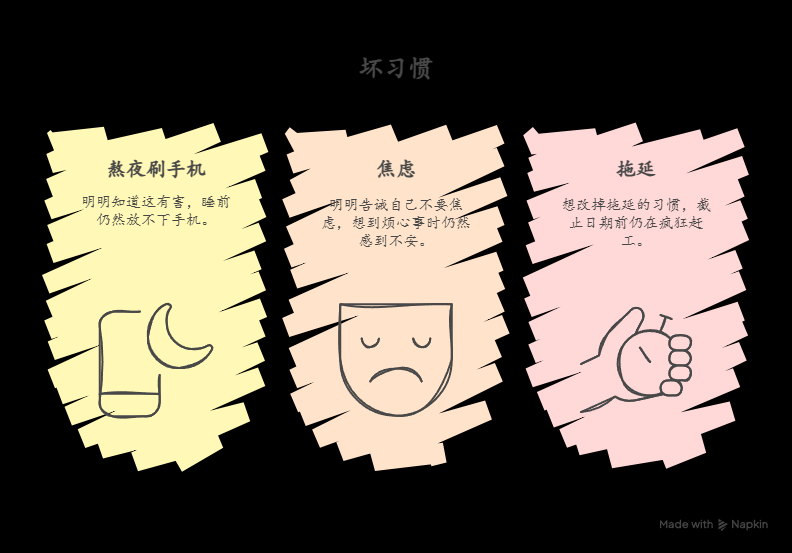 坏习惯
熬夜刷手机
明明知道这有害，睡前
仍然放不下手机。
焦虑
明明告诫自己不要焦
虑，想到烦心事时仍然
感到不安。
拖延
想改掉拖延的习惯，截
止日期前仍在疯狂赶
工。
Made with Napkin